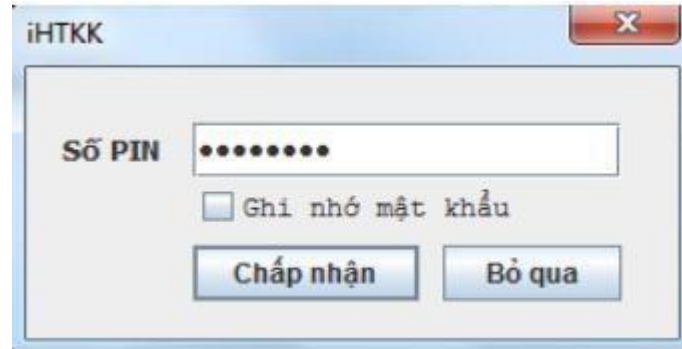 iHTKK
Số PIN ••••••••
Ghi nhớ mật khẩu
Chấp nhận Bỏ qua